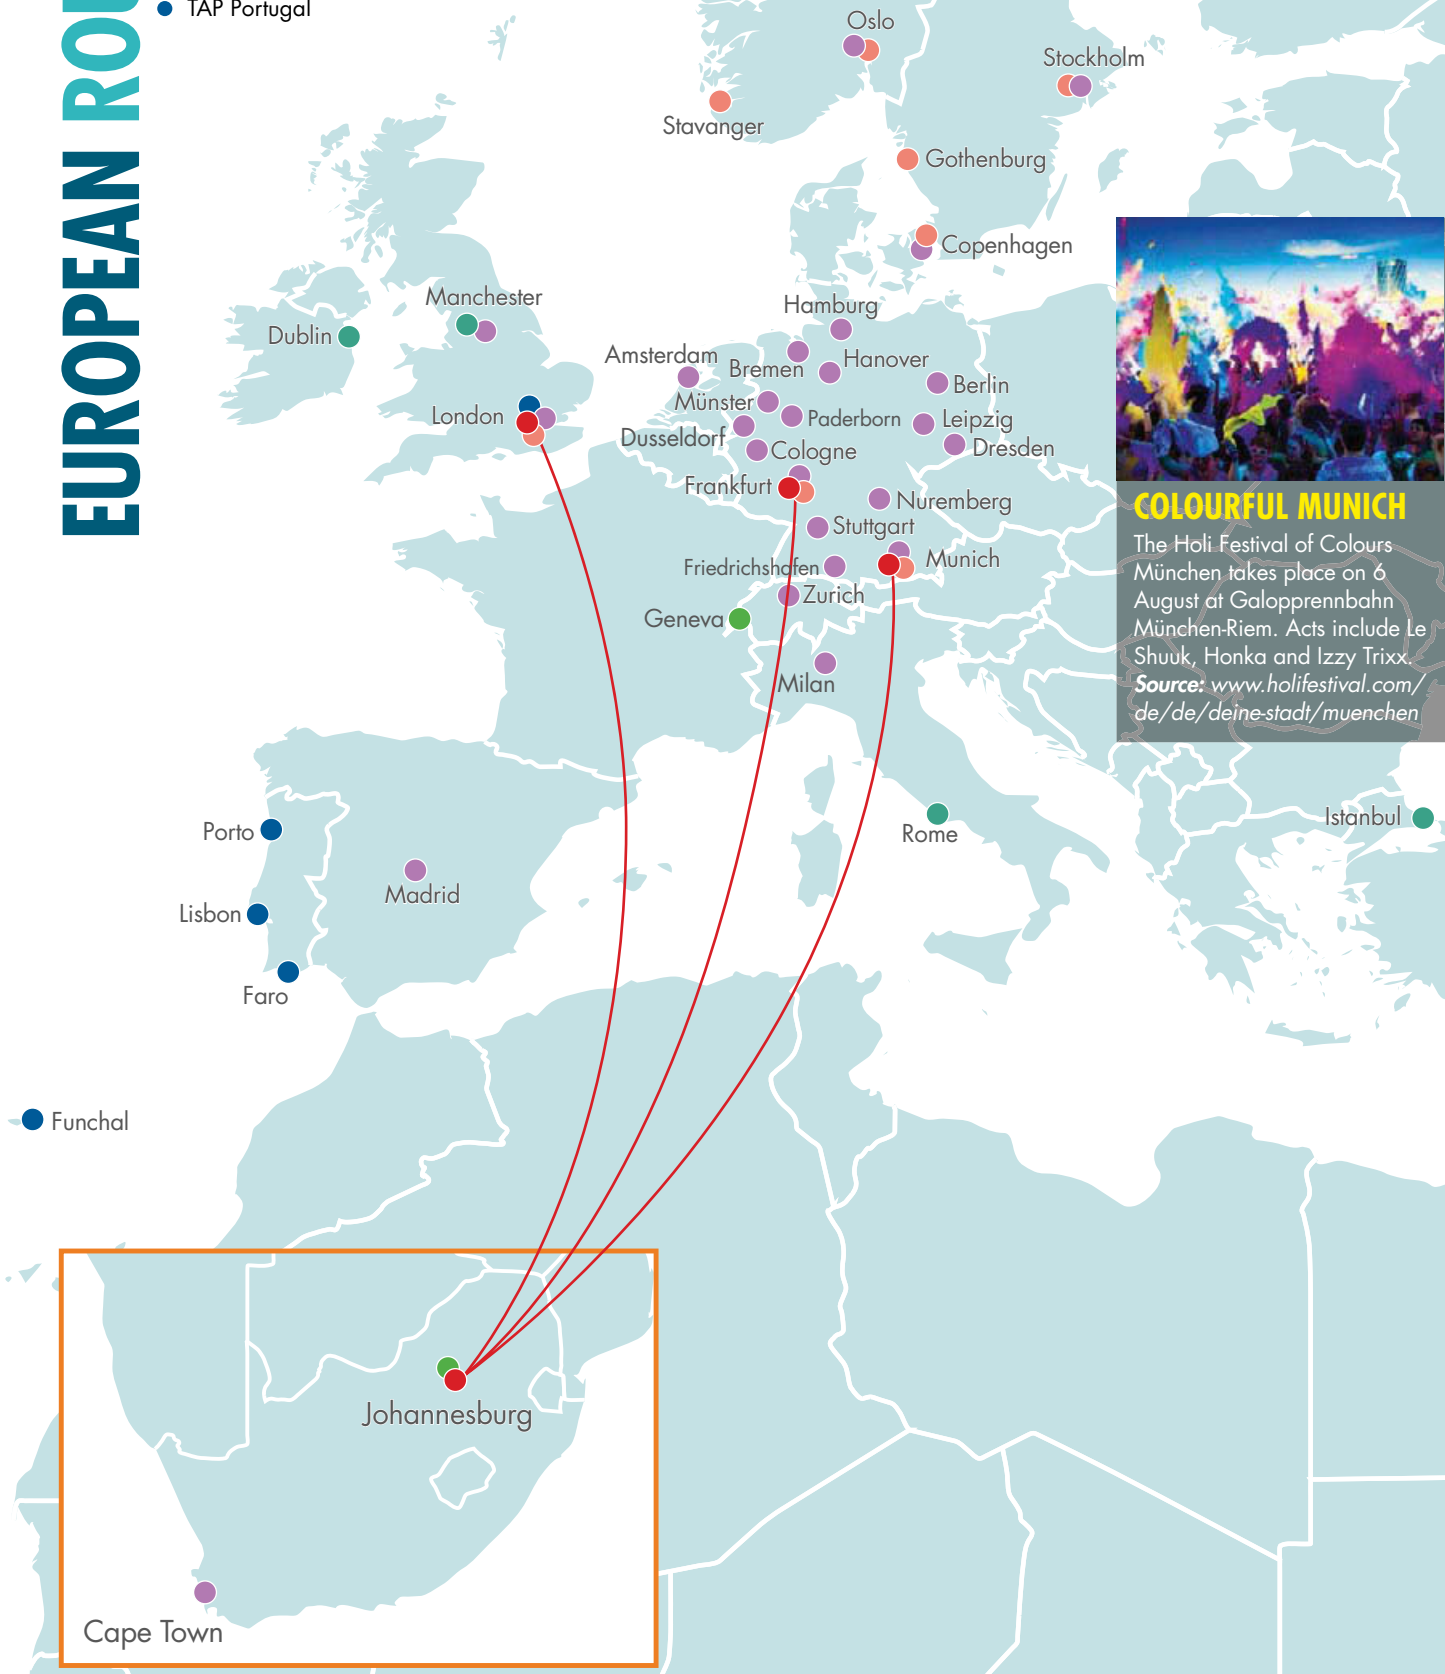 EUROPEAN ROU
TAP Portugal
Oslo
Stockholm
Stavanger
Gothenburg
Copenhagen
Manchester
Hamburg
Dublin
Amsterdam
Bremen
Hanover
Berlin
Münster
London
Paderborn
Leipzig
Dusseldorf
Dresden
Cologne
Frankfurt
Nuremberg
Stuttgart
Friedrichshafen
Munich
Zurich
Geneva
Milan
COLOURFUL MUNICH
The Holi Festival of Colours
München takes place on 6
August at Galopprennbahn
München-Riem. Acts include Le
Shuuk, Honka and Izzy Trixx.
Source: www.holifestival.com/
de/de/deine-stadt/muenchen
Istanbul
Porto
Rome
Madrid
Lisbon
Faro
Funchal
Johannesburg
Cape Town